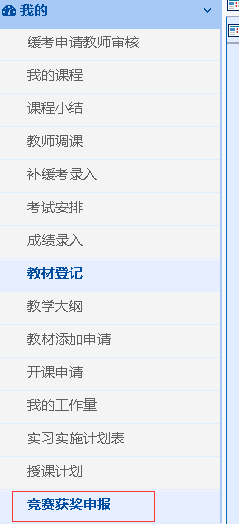 我的
缓考申请教师审核
我的课程
课程小结
教师调课
补缓考录入
考试安排
成绩录入
教材登记
教学大纲
教材添加申请
开课申请
我的工作量
实习实施计划表
授课计划
竞赛获奖申报